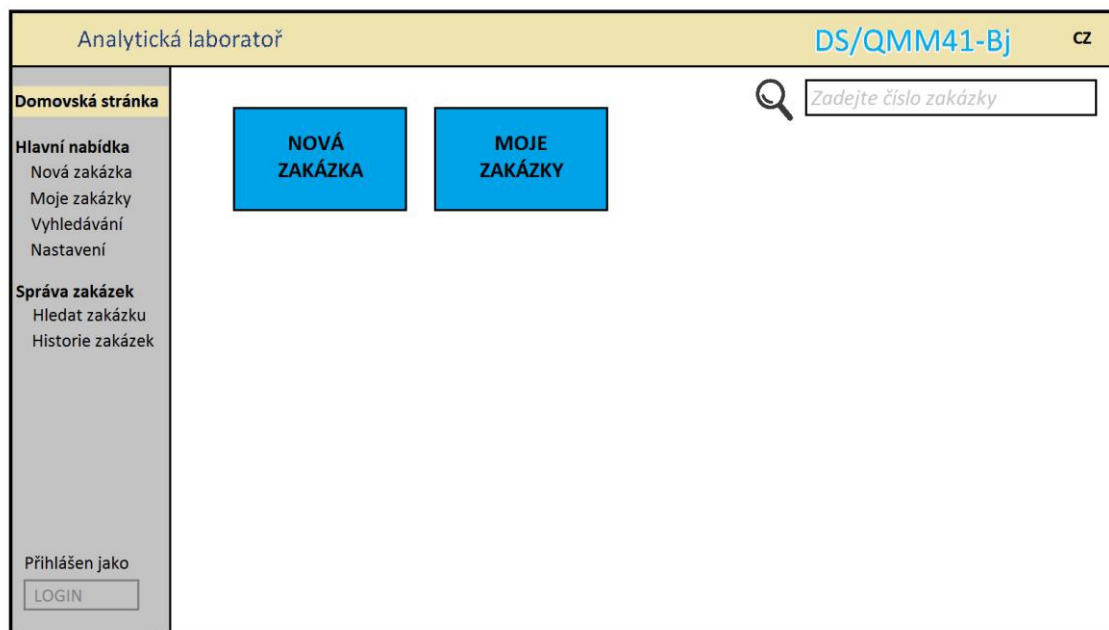 Analytická laboratoř
DS/QMM41-Bj
CZ
Domovská stránka
Hlavní nabídka
Nová zakázka
Moje zakázky
Vyhledávání
Nastavení
Správa zakázek
Hledat zakázku
Historie zakázek
Přihlášen jako
LOGIN
NOVÁ
ZAKÁZKA
MOJE
ZAKÁZKY
Zadejte číslo zakázky